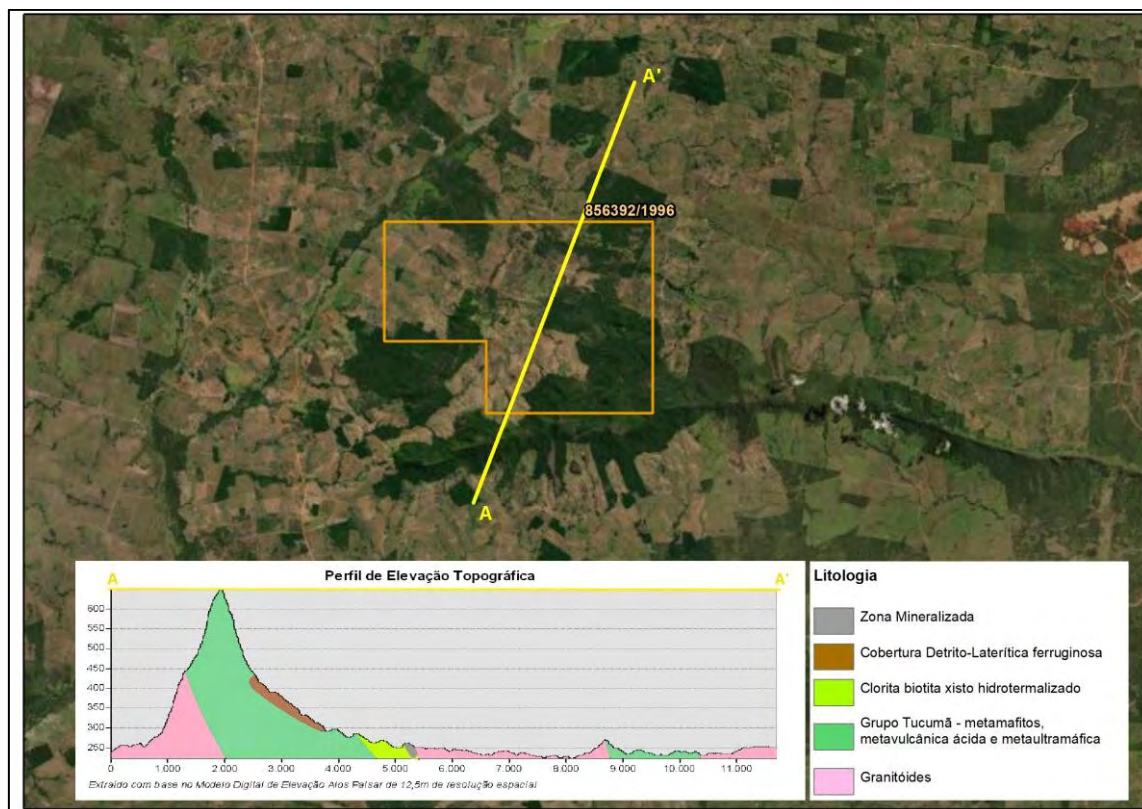 A'
856392/1996
A
Perfil de Elevação Topográfica
A
A'
600
550
500
450
400
350
300
250
0
1.000
2.000
3.000
4.000
5.000
6.000
7.000
8.000
9.000
10.000
11.000
Extraído com base no Modelo Digital de Elevação Alos Palsar de 12,5m de resolução espacial
Litologia
Zona Mineralizada
Cobertura Detrito-Laterítica ferruginosa
Clorita biotita xisto hidrotermalizado
Grupo Tucumã - metamafitos,
metavulcânica ácida e metaultramáfica
Granitóides